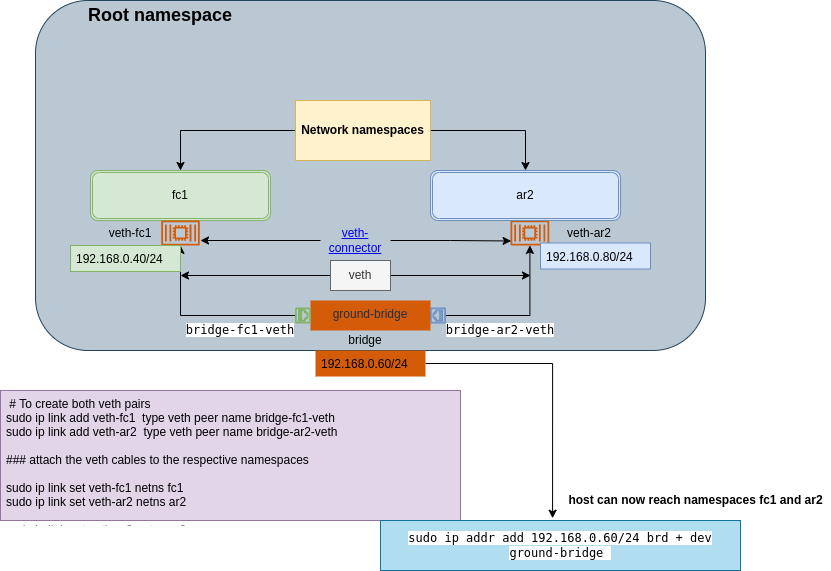 Root namespace
Network namespaces
fc1
ar2
veth-fc1
veth-
connector
veth-ar2
192.168.0.40/24
192.168.0.80/24
veth
ground-bridge
bridge-fc1-veth
bridge-ar2-veth
bridge
192.168.0.60/24
# To create both veth pairs
sudo ip link add veth-fc1 type veth peer name bridge-fc1-veth
sudo ip link add veth-ar2 type veth peer name bridge-ar2-veth
### attach the veth cables to the respective namespaces
sudo ip link set veth-fc1 netns fc1
sudo ip link set veth-ar2 netns ar2
host can now reach namespaces fc1 and ar2
sudo ip addr add 192.168.0.60/24 brd + dev
ground-bridge